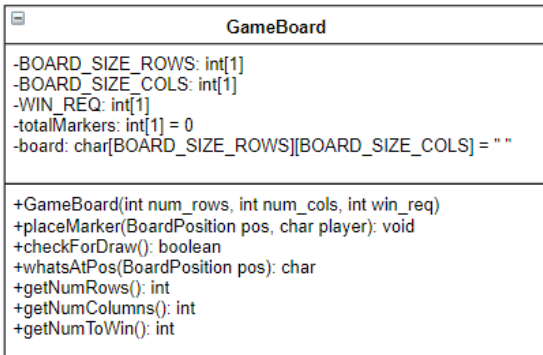 GameBoard
-BOARD_SIZE_ROWS: int[1]
-BOARD_SIZE_COLS: int[1]
-WIN_REQ: int[1]
-totalMarkers: int[1] = 0
-board: char[BOARD_SIZE_ROWS][BOARD_SIZE_COLS] = " "
+GameBoard(int num_rows, int num_cols, int win_req)
+placeMarker(BoardPosition pos, char player): void
+checkForDraw(): boolean
+whatsAtPos(BoardPosition pos): char
+getNumRows(): int
+getNumColumns(): int
+getNumToWin(): int